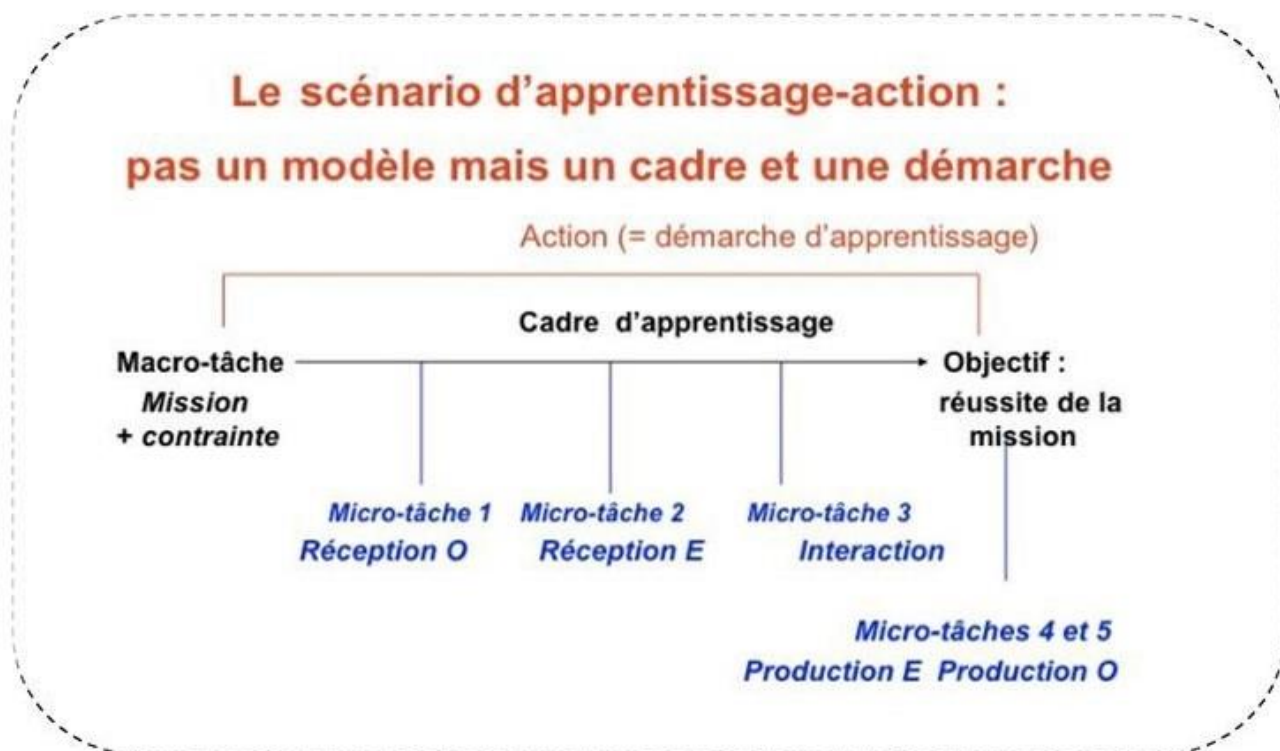 Le scénario d'apprentissage-action :
pas un modèle mais un cadre et une démarche
Action (= démarche d'apprentissage)
Cadre d'apprentissage
Macro-tâche
Mission
+ contrainte
Objectif :
réussite de la
mission
Micro-tâche 1
Réception O
Micro-tâche 2
Réception E
Micro-tâche 3
Interaction
Micro-tâches 4 et 5
Production E Production O